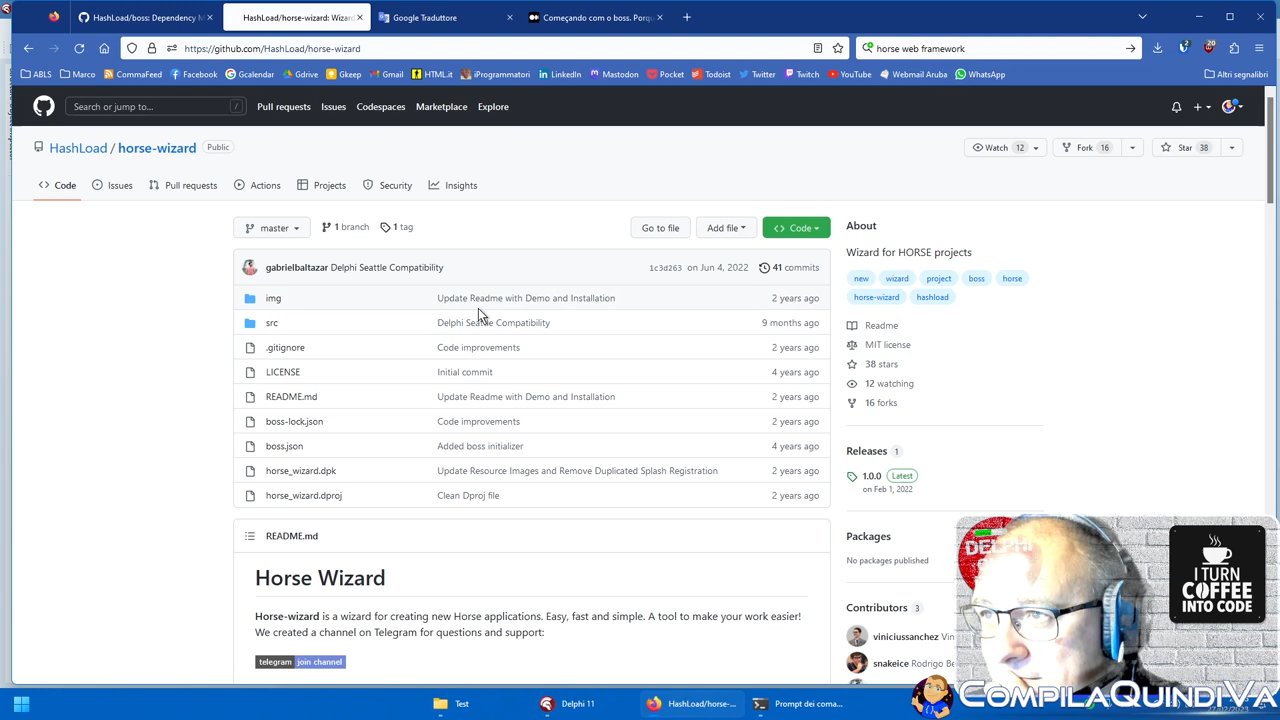 HashLoad/boss: Dependency M
HashLoad/horse-wizard: Wizard
Google Traduttore
Começando com o boss. Porqu
https://github.com/HashLoad/horse-wizard
horse web framework
2
20
ABLS
Marco
CommaFeed
Facebook
Gcalendar
Gdrive
Gkeep
Gmail
HTML.it
iProgrammatori
LinkedIn
Mastodon
Pocket
Todoist
Twitter
Twitch
YouTube
Webmail Aruba
WhatsApp
Altri segnalibri
Search or jump to...
/
Pull requests
Issues
Codespaces
Marketplace
Explore
HashLoad / horse-wizard
Public
Watch 12
Fork 16
Star 38
Code
Issues
Pull requests
Actions
Projects
Security
Insights
master
1 branch
1 tag
Go to file
Add file
Code
gabrielbaltazar Delphi Seattle Compatibility
1c3d263 on Jun 4, 2022
41 commits
img
Update Readme with Demo and Installation
2 years ago
src
Delphi Seattle Compatibility
9 months ago
.gitignore
Code improvements
2 years ago
LICENSE
Initial commit
4 years ago
README.md
Update Readme with Demo and Installation
2 years ago
boss-lock.json
Code improvements
2 years ago
boss.json
Added boss initializer
4 years ago
horse_wizard.dpk
Update Resource Images and Remove Duplicated Splash Registration
2 years ago
horse_wizard.dproj
Clean Dproj file
2 years ago
README.md
Horse Wizard
Horse-wizard is a wizard for creating new Horse applications. Easy, fast and simple. A tool to make your work easier!
We created a channel on Telegram for questions and support:
telegram join channel
About
Wizard for HORSE projects
new
wizard
project
boss
horse
horse-wizard
hashload
Readme
MIT license
38 stars
12 watching
16 forks
Releases 1
1.0.0 Latest
on Feb 1, 2022
Packages
No packages published
Contributors 3
viniciussanchez Vin
snakeice Rodrigo Be
DELPHI
I TURN
COFFEE
INTO CODE
Test
Delphi 11
HashLoad/horse-...
Prompt dei coma...
COMPILAQUINDIVA